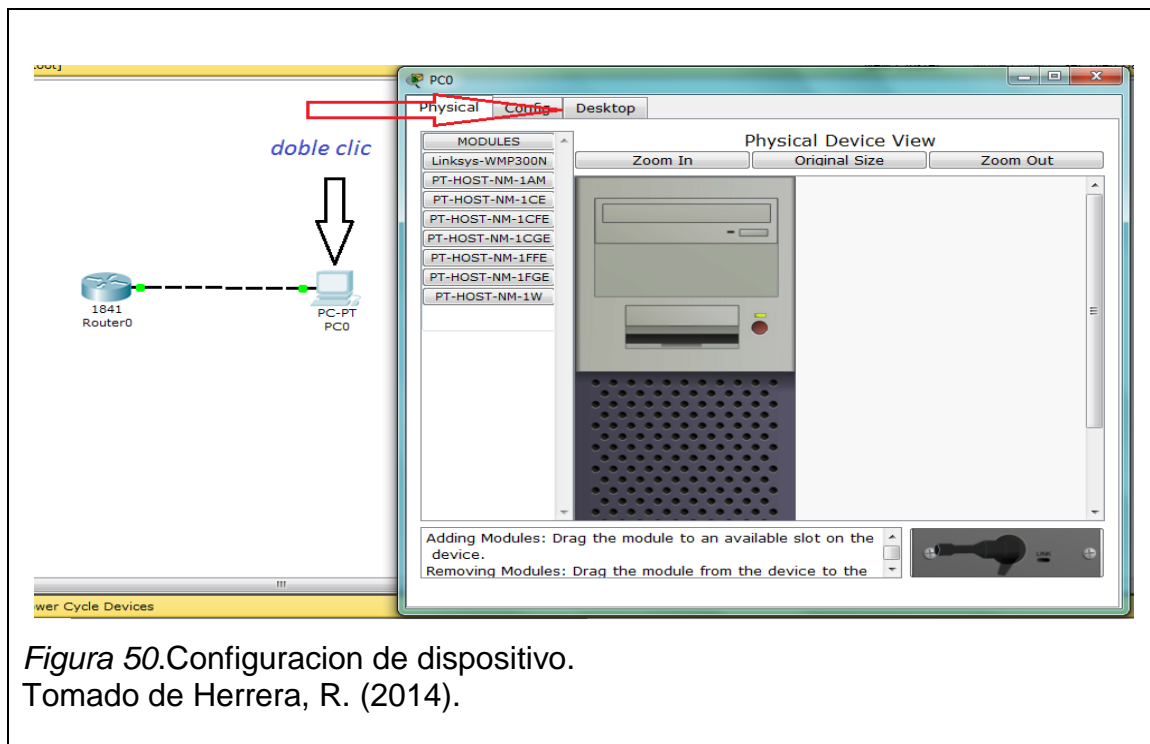 PC0
Physical Config Desktop
doble clic
MODULES
Linksys-WMP300N
PT-HOST-NM-1AM
PT-HOST-NM-1CE
PT-HOST-NM-1CFE
PT-HOST-NM-1CGE
PT-HOST-NM-1FFE
PT-HOST-NM-1FGE
PT-HOST-NM-1W
Physical Device View
Zoom In Original Size Zoom Out
1841
Router0
PC-PT
PC0
Adding Modules: Drag the module to an available slot on the
device.
Removing Modules: Drag the module from the device to the
LINK
wer Cycle Devices
Figura 50.Configuracion de dispositivo.
Tomado de Herrera, R. (2014).